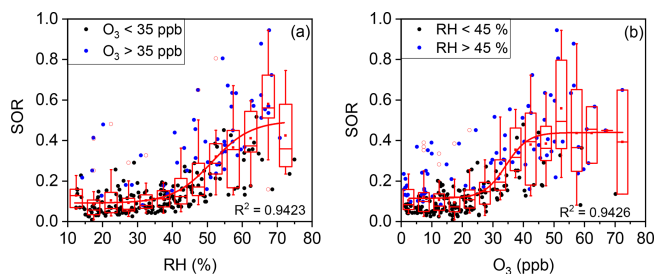 (a)
O₃ < 35 ppb
O₃ > 35 ppb
SOR
1.0
0.8
0.6
0.4
0.2
0.0
R² = 0.9423
10 20 30 40 50 60 70 80
RH (%)
(b)
RH < 45 %
RH > 45 %
SOR
1.0
0.8
0.6
0.4
0.2
0.0
R² = 0.9426
0 10 20 30 40 50 60 70 80
O₃ (ppb)